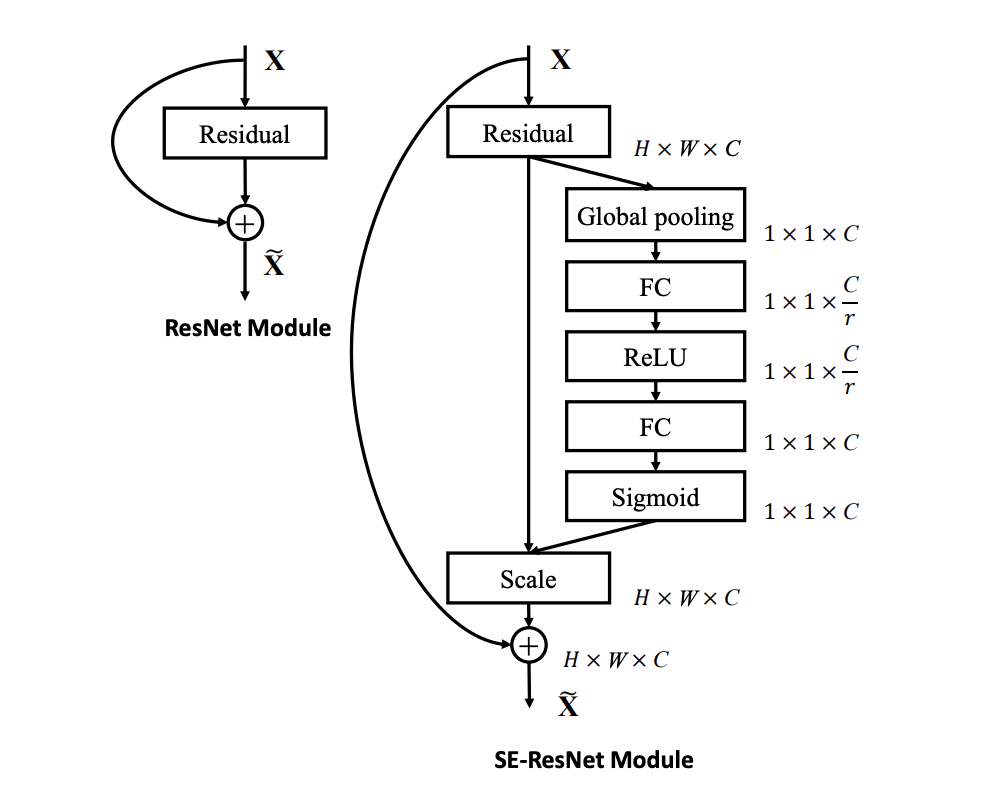 X
Residual
+
X̃
ResNet Module
X
Residual
H × W × C
Global pooling
1 × 1 × C
FC
1 × 1 × C/r
ReLU
1 × 1 × C/r
FC
1 × 1 × C
Sigmoid
1 × 1 × C
Scale
H × W × C
+
H × W × C
X̃
SE-ResNet Module